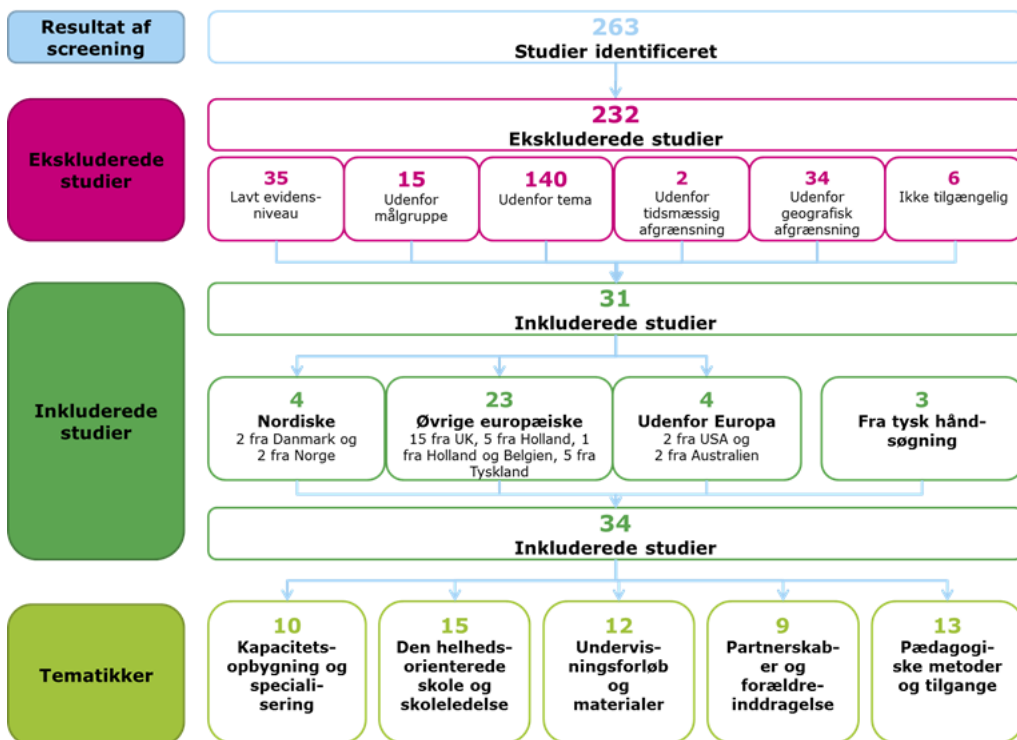 Resultat af
screening
263
Studier identificeret
Ekskluderede
studier
232
Ekskluderede studier
35
Lavt evidens-
niveau
15
Udenfor
målgruppe
140
Udenfor tema
2
Udenfor
tidsmæssig
afgrænsning
34
Udenfor
geografisk
afgrænsning
6
Ikke tilgængelig
Inkluderede
studier
31
Inkluderede studier
4
Nordiske
2 fra Danmark og
2 fra Norge
23
Øvrige europæiske
15 fra UK, 5 fra Holland, 1
fra Holland og Belgien, 5 fra
Tyskland
4
Udenfor Europa
2 fra USA og
2 fra Australien
3
Fra tysk hånd-
søgning
34
Inkluderede studier
Tematikker
10
Kapacitets-
opbygning og
speciali-
sering
15
Den helheds-
orienterede
skole og
skoleledelse
12
Undervis-
ningsforløb
og
materialer
9
Partnerskab-
er og
forældre-
inddragelse
13
Pædagogi-
ske metoder
og tilgange